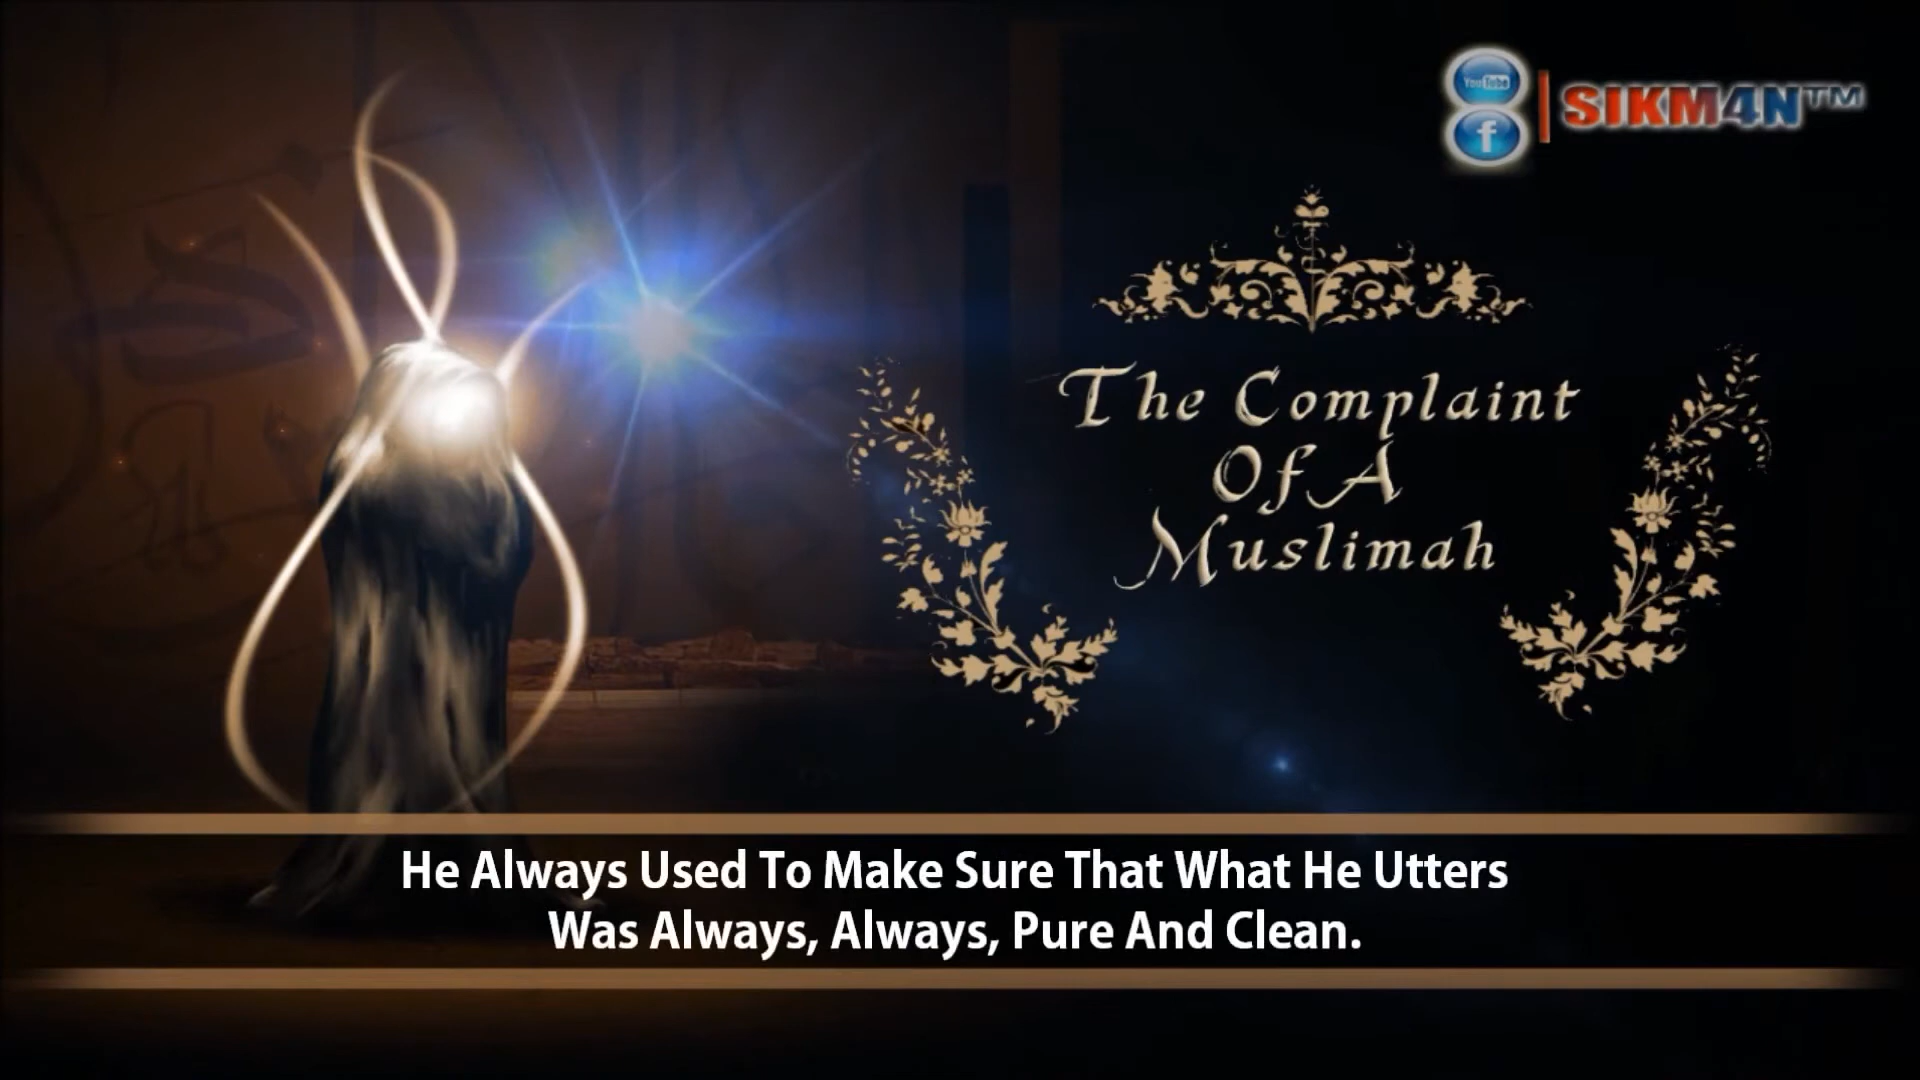 YouTube
f
SIKM4N™
The Complaint
Of A
Muslimah
He Always Used To Make Sure That What He Utters
Was Always, Always, Pure And Clean.